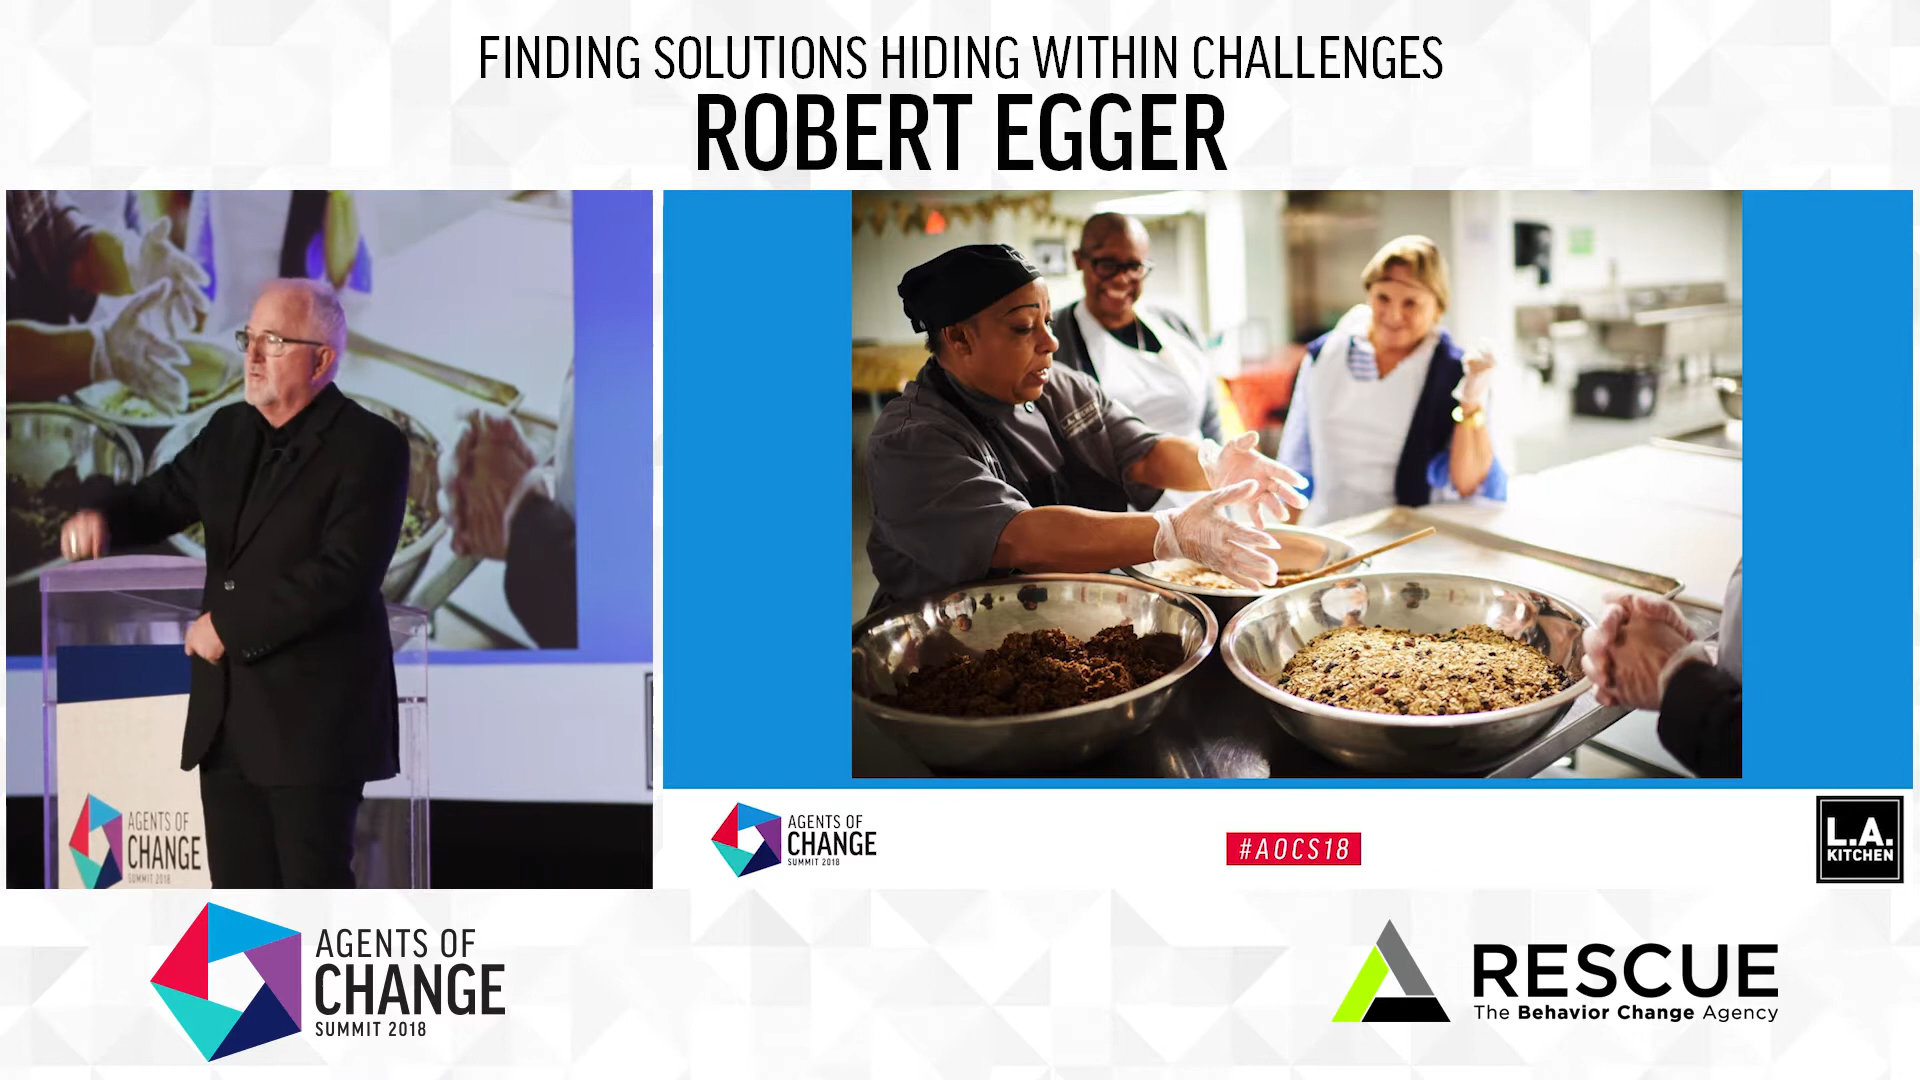 FINDING SOLUTIONS HIDING WITHIN CHALLENGES
ROBERT EGGER
AGENTS OF
CHANGE
SUMMIT 2018
AGENTS OF
CHANGE
SUMMIT 2018
#AOCS18
L.A.
KITCHEN
AGENTS OF
CHANGE
SUMMIT 2018
RESCUE
The Behavior Change Agency